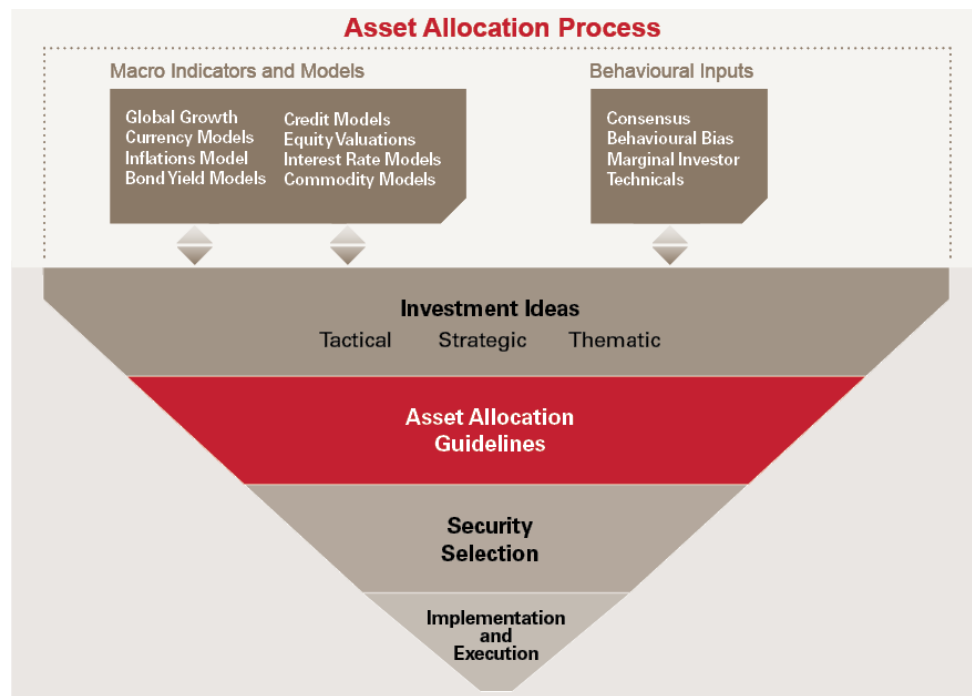 Asset Allocation Process
Macro Indicators and Models
Global Growth
Currency Models
Inflations Model
Bond Yield Models
Credit Models
Equity Valuations
Interest Rate Models
Commodity Models
Behavioural Inputs
Consensus
Behavioural Bias
Marginal Investor
Technicals
Investment Ideas
Tactical Strategic Thematic
Asset Allocation
Guidelines
Security
Selection
Implementation
and
Execution